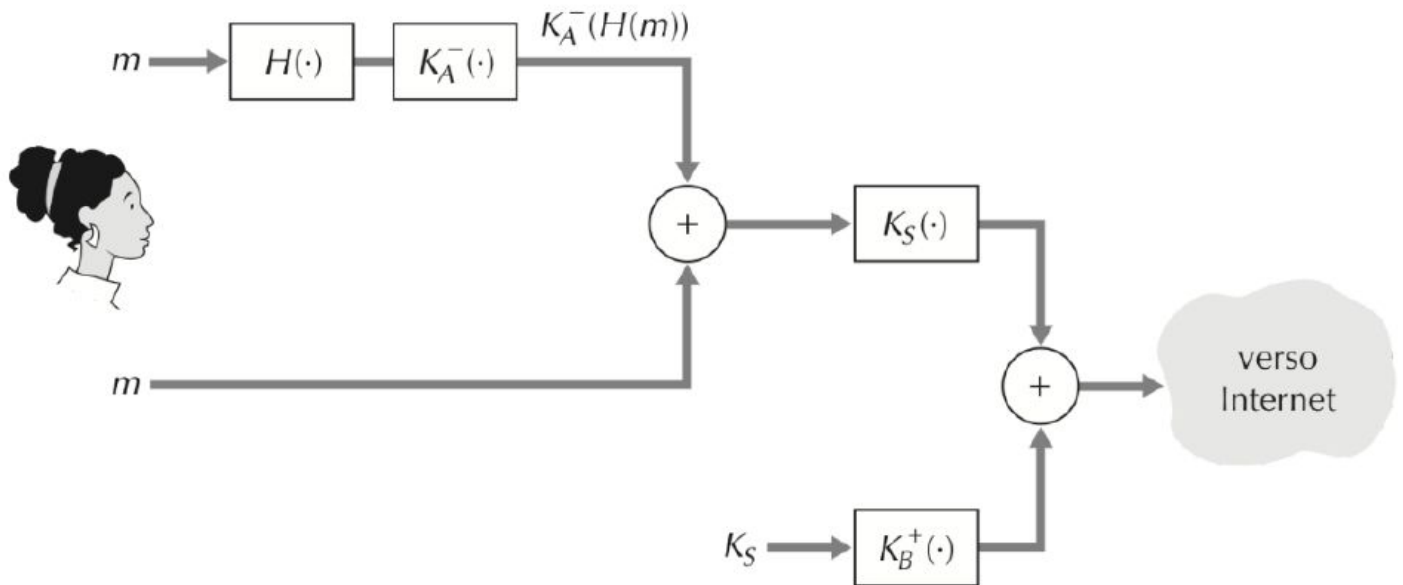 K_A^-(H(m))
m
H(·)
K_A^-(·)
+
K_S(·)
m
+
verso
Internet
K_S
K_B^+(·)